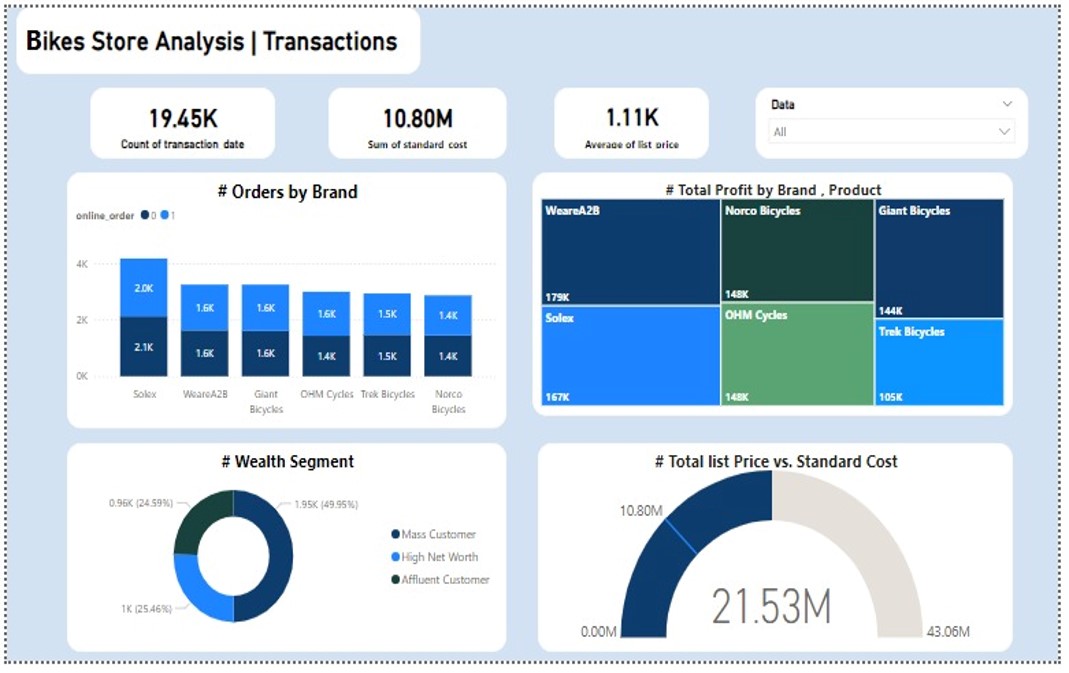 Bikes Store Analysis | Transactions
19.45K
Count of transaction date
10.80M
Sum of standard cost
1.11K
Average of list price
Data
All
# Orders by Brand
online_order 0 1
4K
2K
0K
2.0K
2.1K
1.6K
1.6K
1.6K
1.6K
1.6K
1.4K
1.5K
1.5K
1.4K
1.4K
Solex
WeareA2B
Giant
Bicycles
OHM Cycles
Trek Bicycles
Norco
Bicycles
# Total Profit by Brand , Product
WeareA2B
179K
Solex
167K
Norco Bicycles
148K
OHM Cycles
148K
Giant Bicycles
144K
Trek Bicycles
105K
# Wealth Segment
0.96K (24.59%)
1.95K (49.95%)
1K (25.46%)
Mass Customer
High Net Worth
Affluent Customer
# Total list Price vs. Standard Cost
10.80M
21.53M
0.00M
43.06M